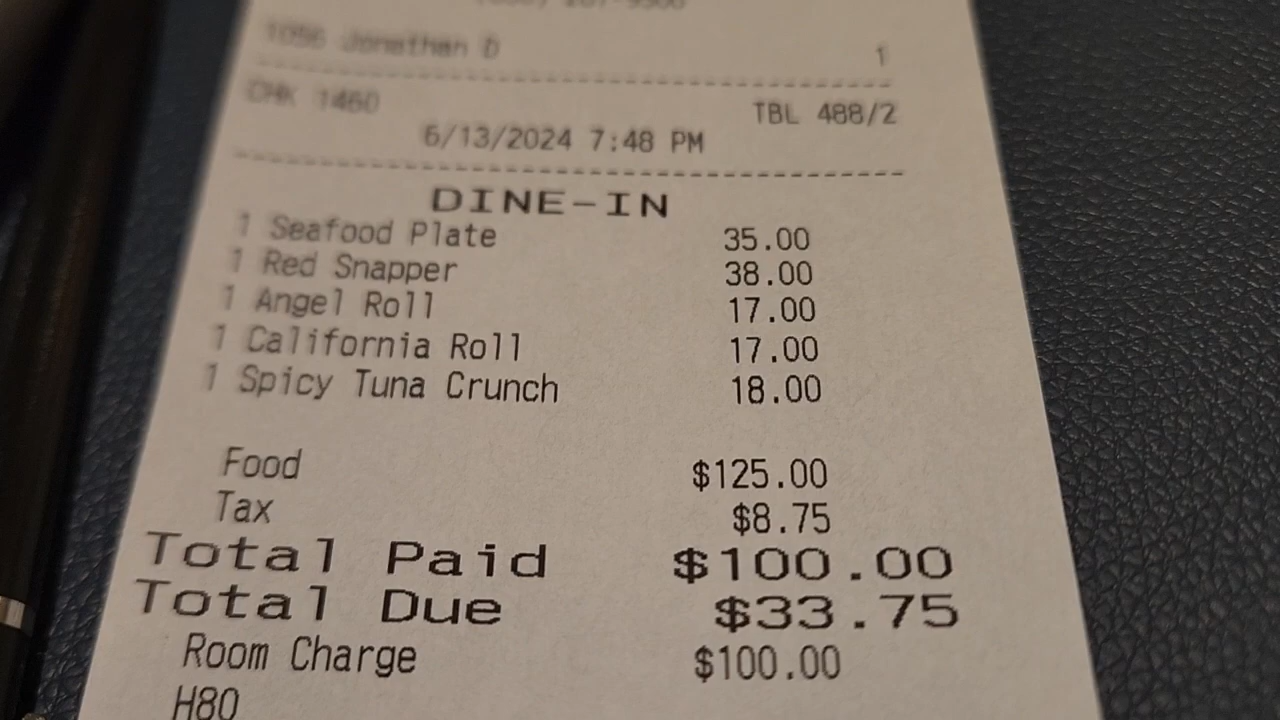 1056 Jonathan D 1
CHK 1460 TBL 488/2
6/13/2024 7:48 PM
DINE-IN
1 Seafood Plate 35.00
1 Red Snapper 38.00
1 Angel Roll 17.00
1 California Roll 17.00
1 Spicy Tuna Crunch 18.00
Food $125.00
Tax $8.75
Total Paid $100.00
Total Due $33.75
Room Charge $100.00
H80